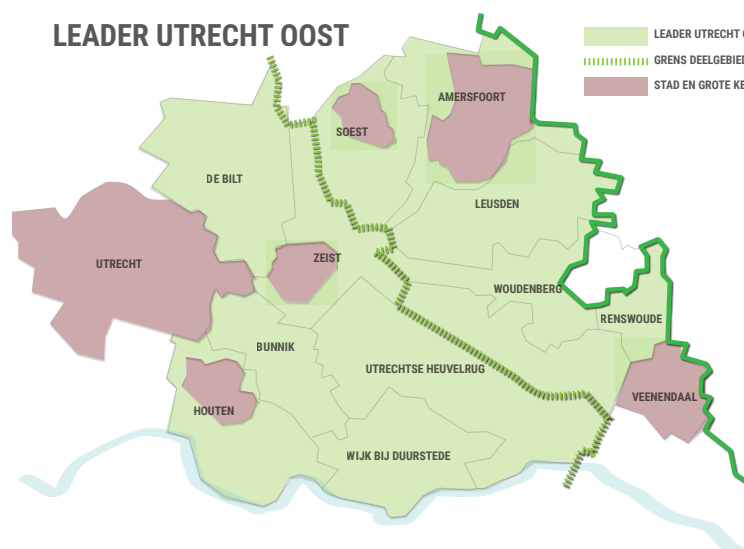 LEADER UTRECHT OOST
LEADER UTRECHT
GRENS DEELGEBIED
STAD EN GROTE
AMERSFOORT
SOEST
DE BILT
LEUSDEN
ZEIST
UTRECHT
WOUDENBERG
RENSWOUDE
BUNNIK
UTRECHTSE HEUVELRUG
VEENENDAAL
HOUTEN
WIJK BIJ DUURSTEDE